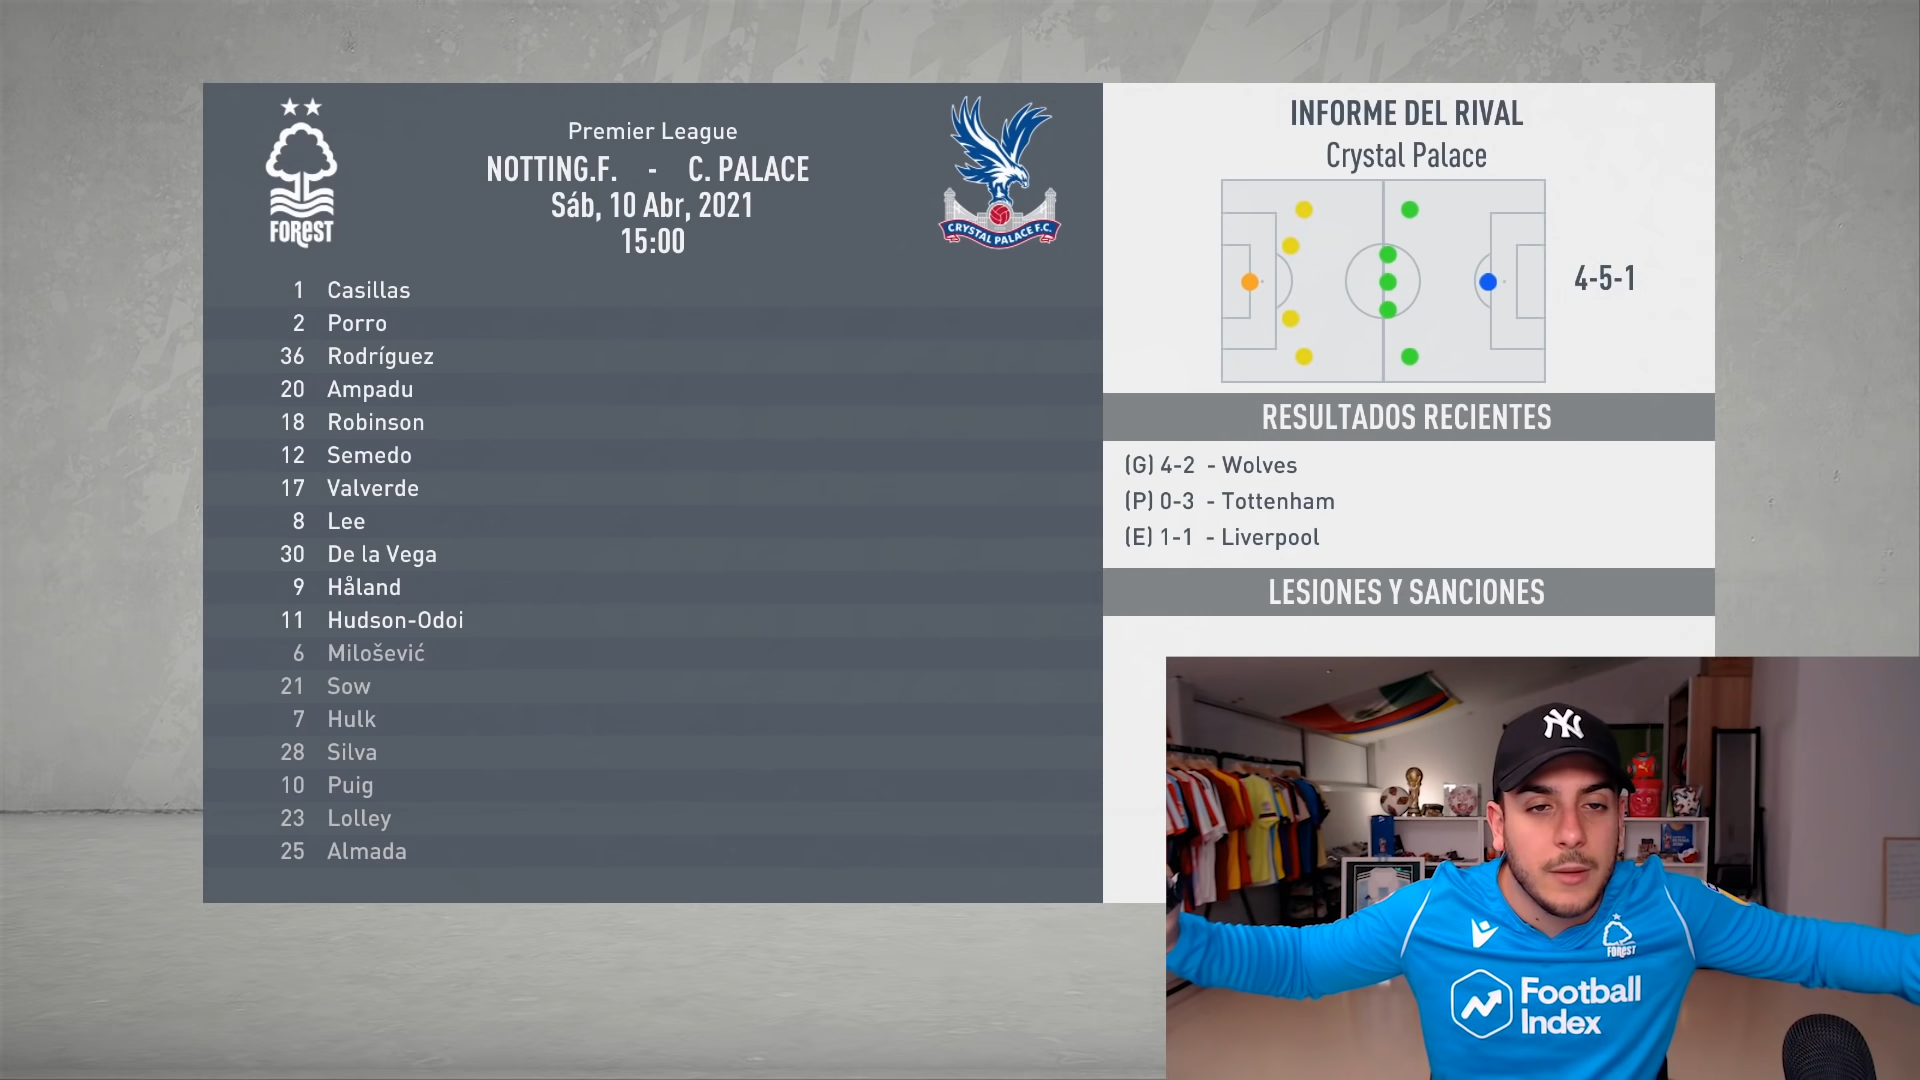 ★★
FOREST
Premier League
NOTTING.F. - C. PALACE
Sáb, 10 Abr, 2021
15:00
CRYSTAL PALACE F.C.
1 Casillas
2 Porro
36 Rodríguez
20 Ampadu
18 Robinson
12 Semedo
17 Valverde
8 Lee
30 De la Vega
9 Håland
11 Hudson-Odoi
6 Milošević
21 Sow
7 Hulk
28 Silva
10 Puig
23 Lolley
25 Almada
INFORME DEL RIVAL
Crystal Palace
4-5-1
RESULTADOS RECIENTES
(G) 4-2 - Wolves
(P) 0-3 - Tottenham
(E) 1-1 - Liverpool
LESIONES Y SANCIONES
NY
FOREST
Football
Index